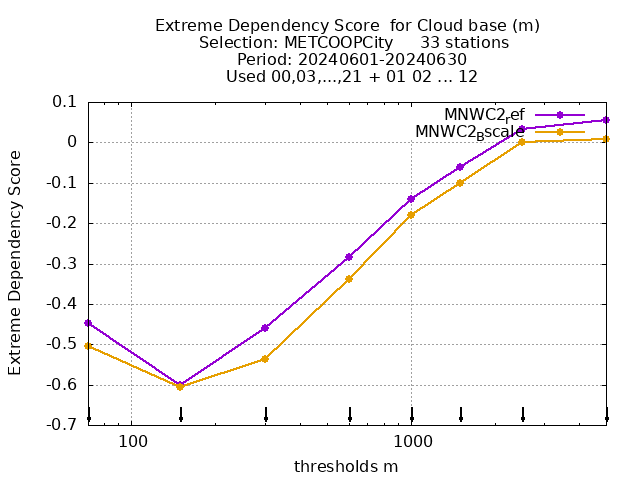 Extreme Dependency Score  for Cloud base (m)
Selection: METCOOPCity     33 stations
Period: 20240601-20240630
Used 00,03,...,21 + 01 02 ... 12
MNWC2ref
MNWC2Bscale
0.1
0
-0.1
-0.2
-0.3
-0.4
-0.5
-0.6
-0.7
Extreme Dependency Score
100
1000
thresholds m